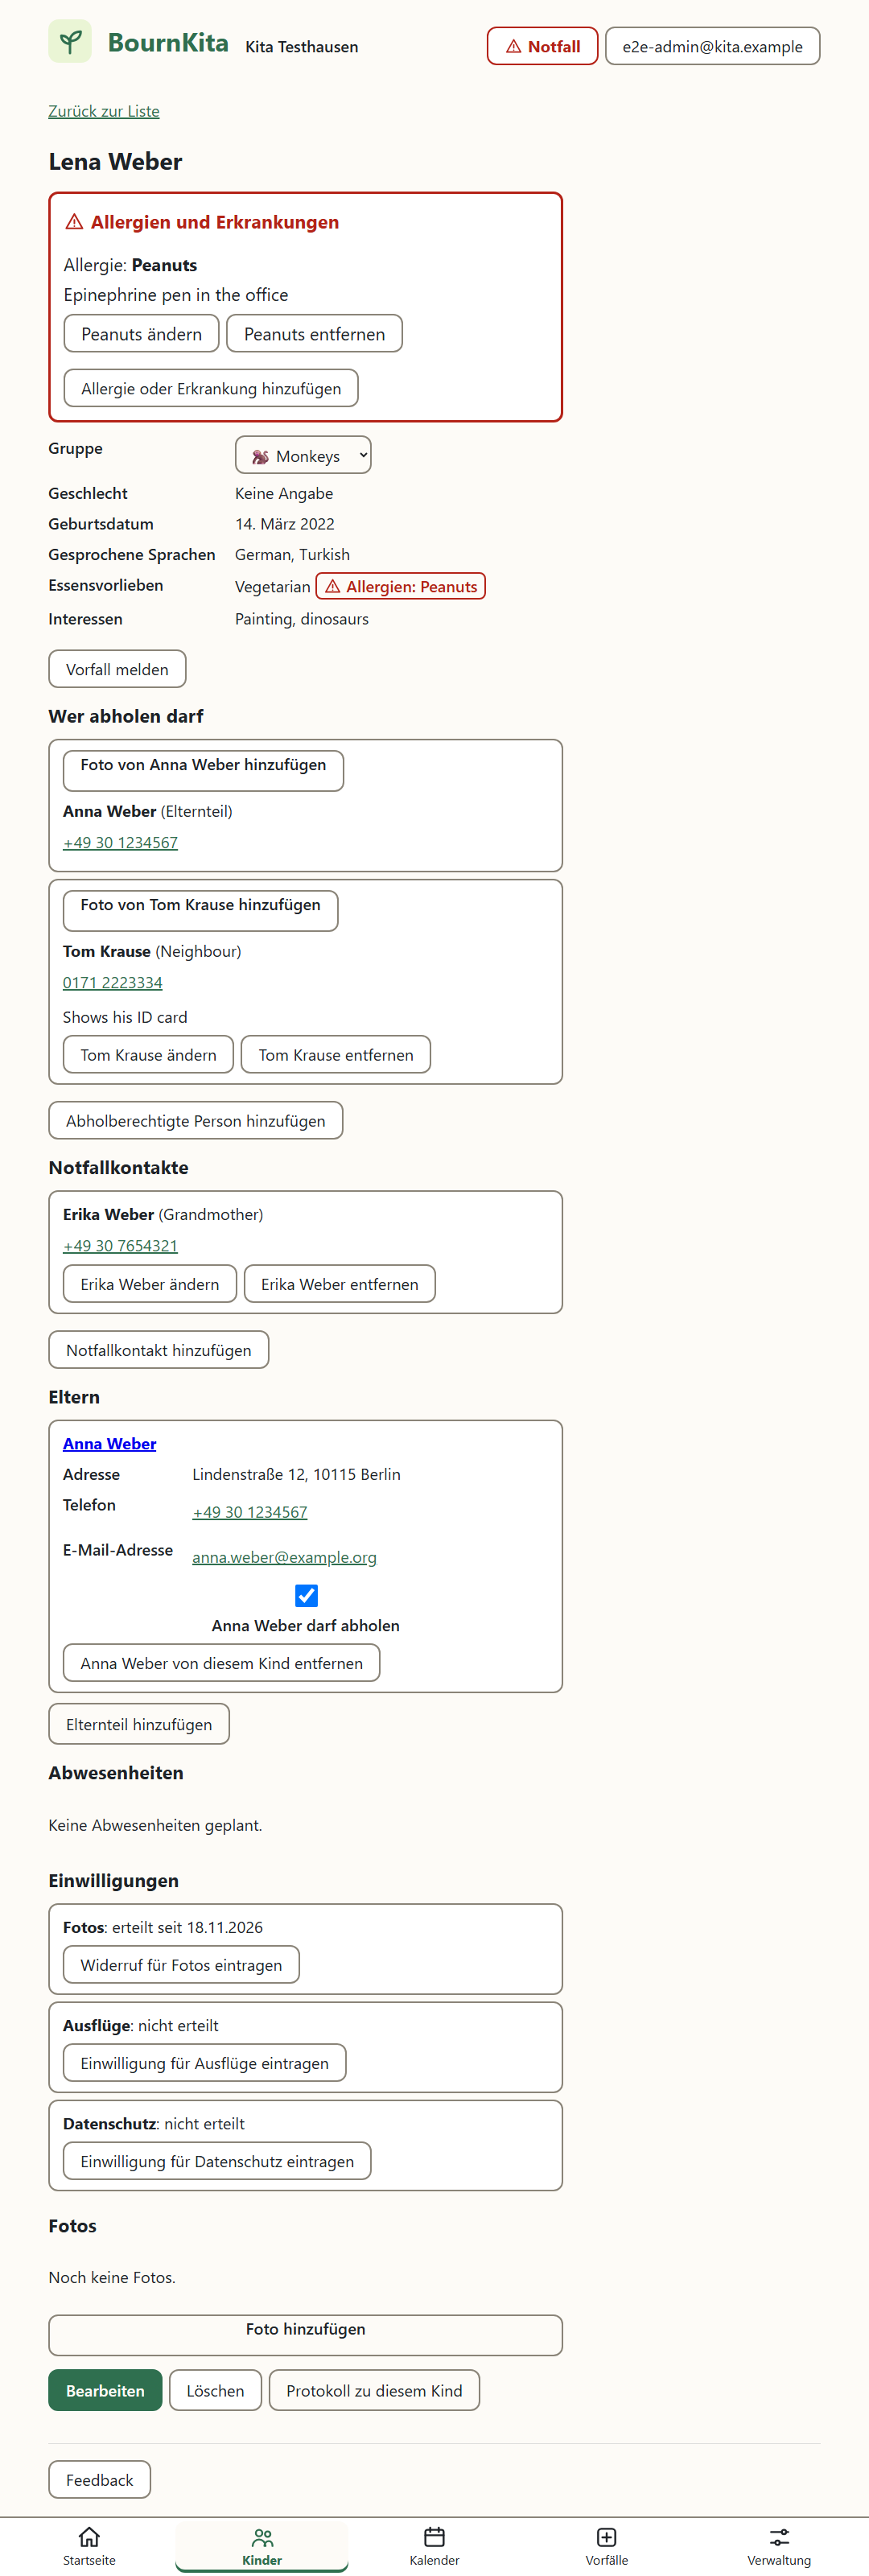 BournKita Kita Testhausen
Notfall
e2e-admin@kita.example
Zurück zur Liste
Lena Weber
Allergien und Erkrankungen
Allergie: Peanuts
Epinephrine pen in the office
Peanuts ändern
Peanuts entfernen
Allergie oder Erkrankung hinzufügen
Gruppe Monkeys
Geschlecht Keine Angabe
Geburtsdatum 14. März 2022
Gesprochene Sprachen German, Turkish
Essensvorlieben Vegetarian Allergien: Peanuts
Interessen Painting, dinosaurs
Vorfall melden
Wer abholen darf
Foto von Anna Weber hinzufügen
Anna Weber (Elternteil)
+49 30 1234567
Foto von Tom Krause hinzufügen
Tom Krause (Neighbour)
0171 2223334
Shows his ID card
Tom Krause ändern
Tom Krause entfernen
Abholberechtigte Person hinzufügen
Notfallkontakte
Erika Weber (Grandmother)
+49 30 7654321
Erika Weber ändern
Erika Weber entfernen
Notfallkontakt hinzufügen
Eltern
Anna Weber
Adresse Lindenstraße 12, 10115 Berlin
Telefon +49 30 1234567
E-Mail-Adresse anna.weber@example.org
Anna Weber darf abholen
Anna Weber von diesem Kind entfernen
Elternteil hinzufügen
Abwesenheiten
Keine Abwesenheiten geplant.
Einwilligungen
Fotos: erteilt seit 18.11.2026
Widerruf für Fotos eintragen
Ausflüge: nicht erteilt
Einwilligung für Ausflüge eintragen
Datenschutz: nicht erteilt
Einwilligung für Datenschutz eintragen
Fotos
Noch keine Fotos.
Foto hinzufügen
Bearbeiten
Löschen
Protokoll zu diesem Kind
Feedback
Startseite
Kinder
Kalender
Vorfälle
Verwaltung